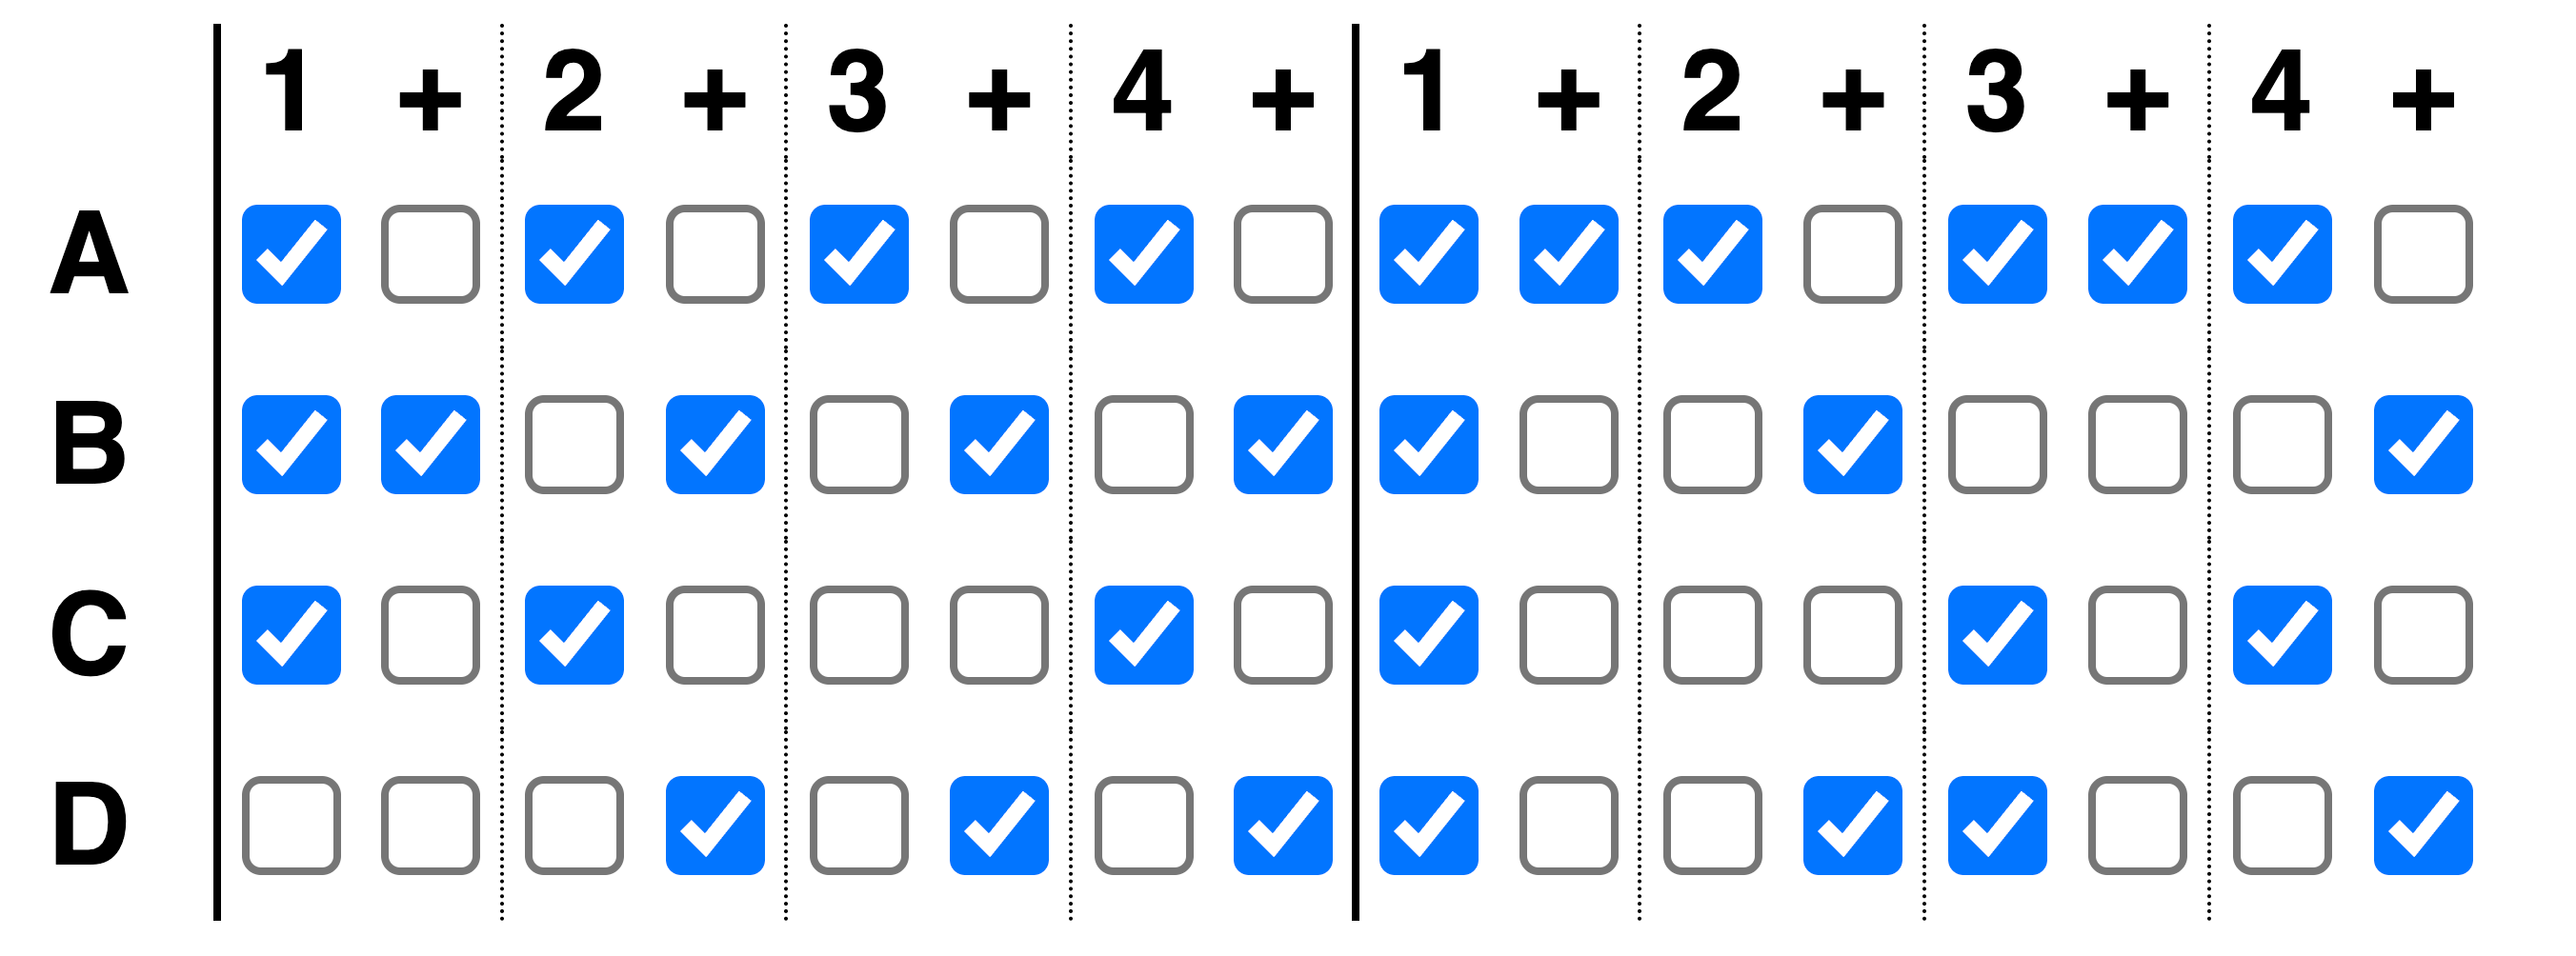 1 + 2 + 3 + 4 + 1 + 2 + 3 + 4 +
A
B
C
D